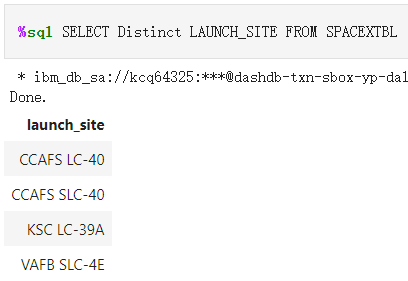 %sql SELECT Distinct LAUNCH_SITE FROM SPACEXTBL
* ibm_db_sa://kcq64325:***@dashdb-txn-sbox-yp-dal
Done.
launch_site
CCAFS LC-40
CCAFS SLC-40
KSC LC-39A
VAFB SLC-4E